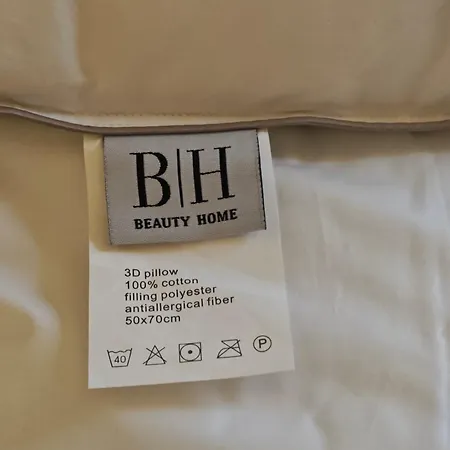 B|H
BEAUTY HOME
3D pillow
100% cotton
filling polyester
antiallergical fiber
50x70cm
40 P